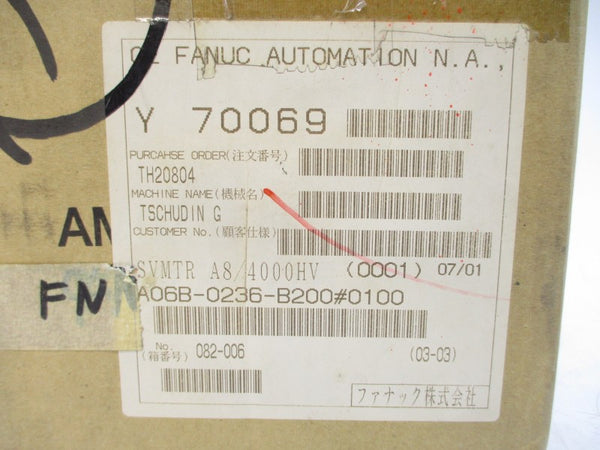 GE FANUC AUTOMATION N.A.,
Y 70069
PURCAHSE ORDER(注文番号)
TH20804
MACHINE NAME(機械名)
TSCHUDIN G
CUSTOMER No.(顧客仕様)
SVMTR A8/4000HV (0001) 07/01
A06B-0236-B200#0100
No.
(箱番号) 082-006 (03-03)
ファナック株式会社
AN
FN